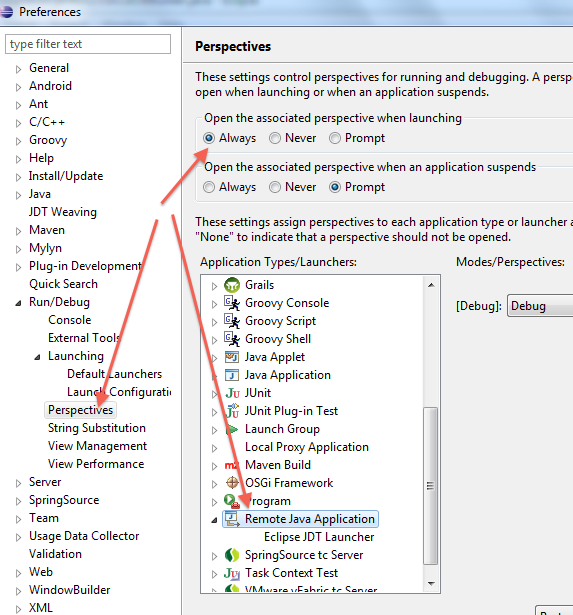 Preferences
type filter text
General
Android
Ant
C/C++
Groovy
Help
Install/Update
Java
JDT Weaving
Maven
Mylyn
Plug-in Development
Quick Search
Run/Debug
Console
External Tools
Launching
Default Launchers
Launch Configuratio
Perspectives
String Substitution
View Management
View Performance
Server
SpringSource
Team
Usage Data Collector
Validation
Web
WindowBuilder
XML
Perspectives
These settings control perspectives for running and debugging. A persp
open when launching or when an application suspends.
Open the associated perspective when launching
Always Never Prompt
Open the associated perspective when an application suspends
Always Never Prompt
These settings assign perspectives to each application type or launcher a
"None" to indicate that a perspective should not be opened.
Application Types/Launchers:
Grails
Groovy Console
Groovy Script
Groovy Shell
Java Applet
Java Application
JUnit
JUnit Plug-in Test
Launch Group
Local Proxy Application
Maven Build
OSGi Framework
Program
Remote Java Application
Eclipse JDT Launcher
SpringSource tc Server
Task Context Test
VMware vFabric tc Server
Modes/Perspectives:
[Debug]: Debug